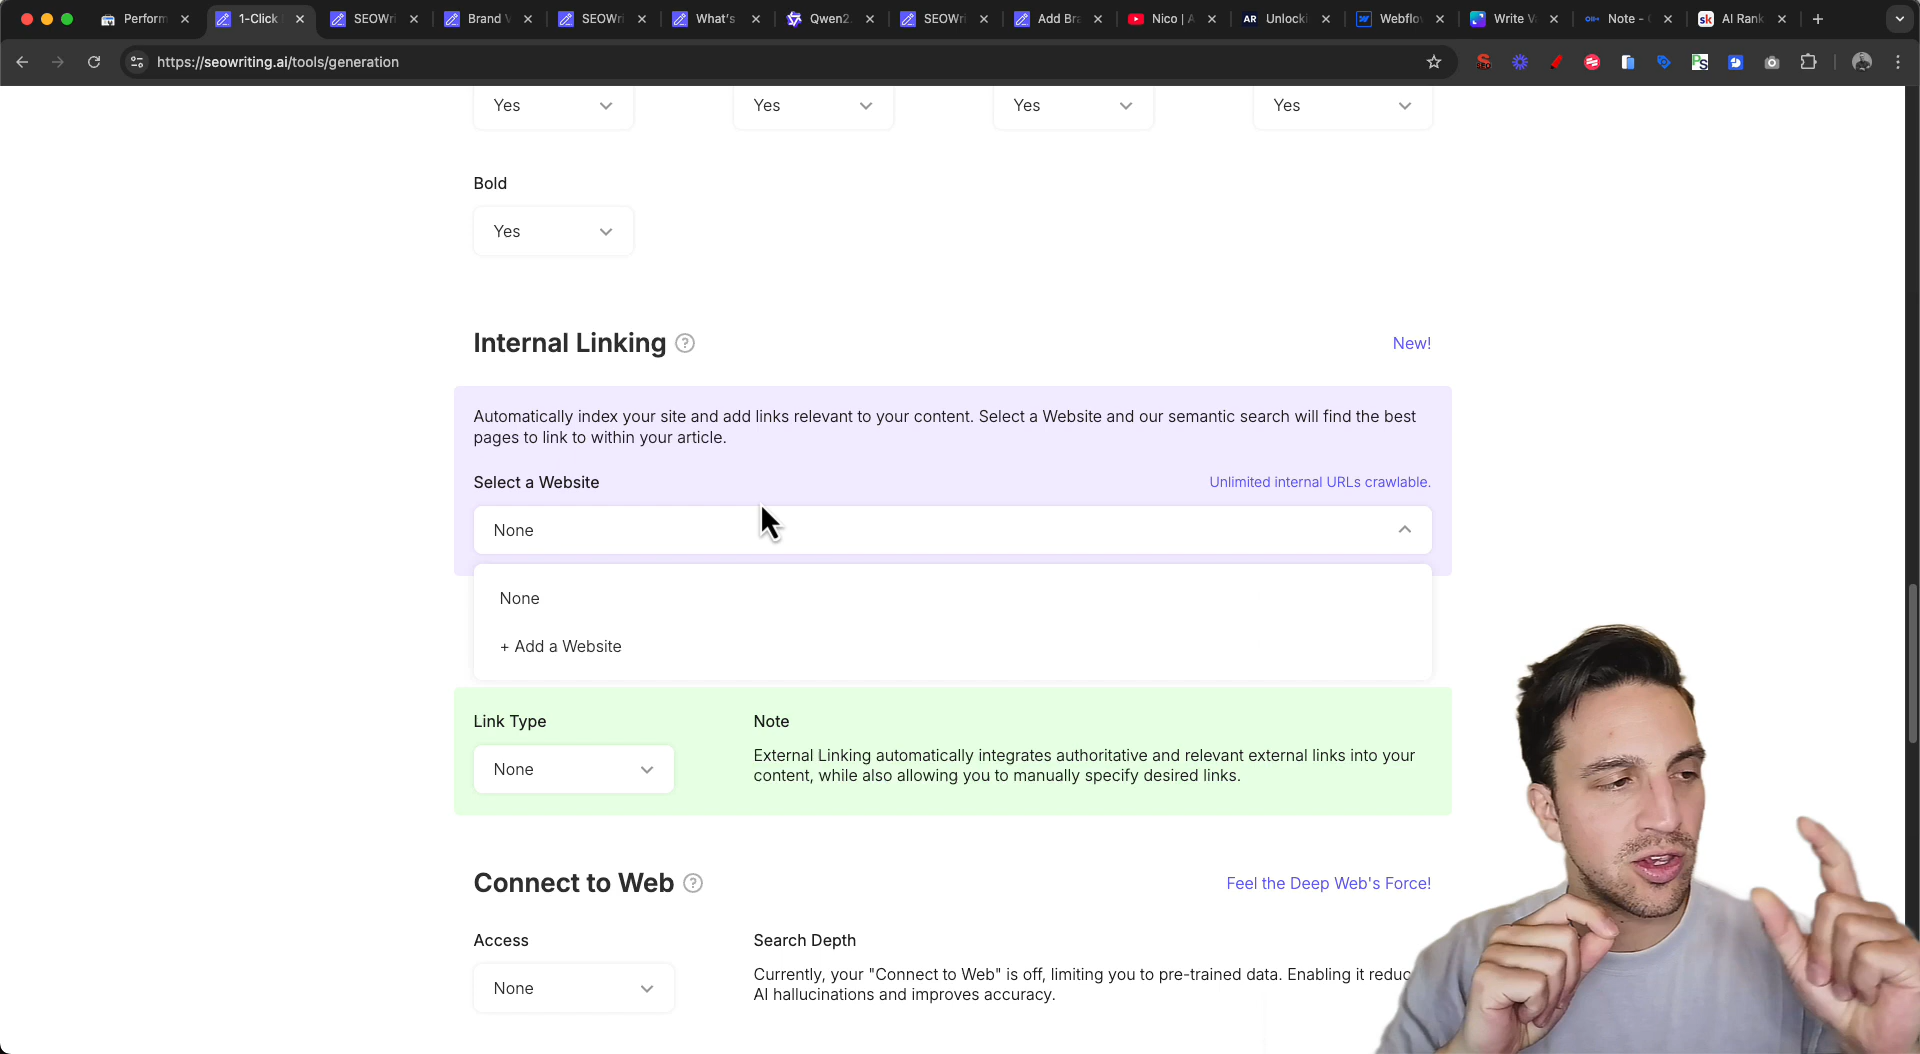 Perform
1-Click
SEOWri
Brand V
SEOWri
What's
Qwen2.
SEOWri
Add Bra
Nico | A
AR
Unlocki
Webflo
Write V
Note -
sk
AI Rank
https://seowriting.ai/tools/generation
Yes
Yes
Yes
Yes
Bold
Yes
Internal Linking ?
New!
Automatically index your site and add links relevant to your content. Select a Website and our semantic search will find the best
pages to link to within your article.
Select a Website
Unlimited internal URLs crawlable.
None
None
+ Add a Website
Link Type
Note
None
External Linking automatically integrates authoritative and relevant external links into your
content, while also allowing you to manually specify desired links.
Connect to Web ?
Feel the Deep Web's Force!
Access
Search Depth
None
Currently, your "Connect to Web" is off, limiting you to pre-trained data. Enabling it reduc
AI hallucinations and improves accuracy.